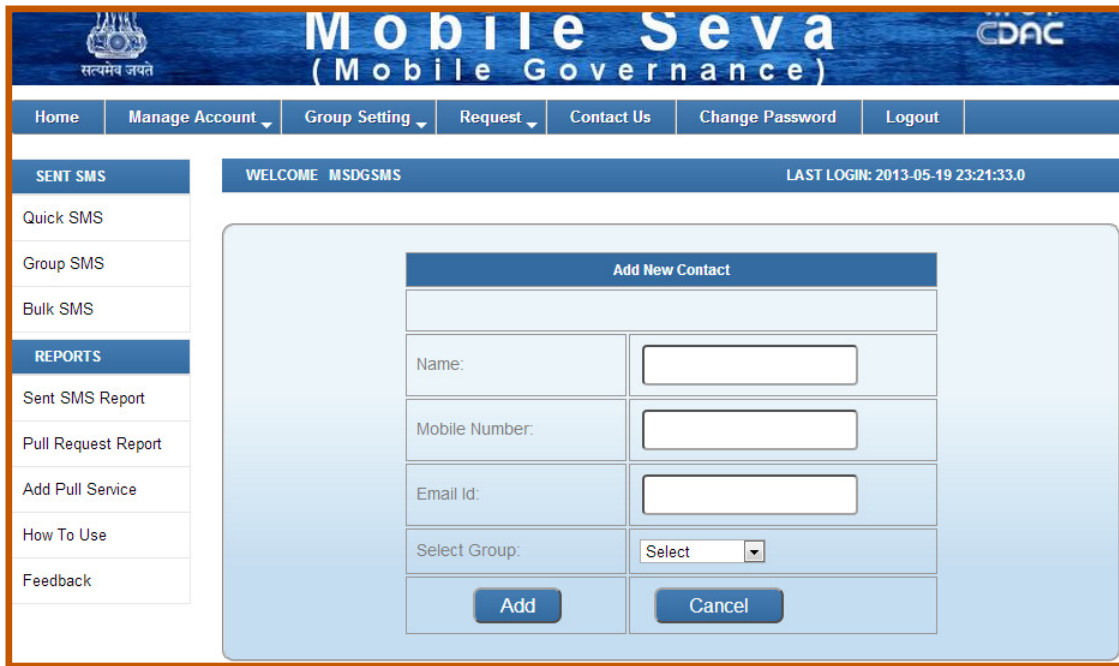 Mobile Seva
सत्यमेव जयते
(Mobile Governance)
CDAC
Home Manage Account Group Setting Request Contact Us Change Password Logout
SENT SMS
Quick SMS
Group SMS
Bulk SMS
REPORTS
Sent SMS Report
Pull Request Report
Add Pull Service
How To Use
Feedback
WELCOME MSDGSMS LAST LOGIN: 2013-05-19 23:21:33.0
Add New Contact
Name:
Mobile Number:
Email Id:
Select Group: Select
Add Cancel